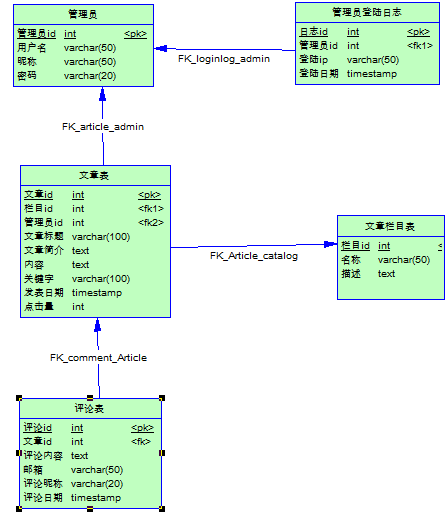 管理员
管理员id int <pk>
用户名 varchar(50)
昵称 varchar(50)
密码 varchar(20)
管理员登陆日志
日志id int <pk>
管理员id int <fk1>
登陆ip varchar(50)
登陆日期 timestamp
FK_loginlog_admin
FK_article_admin
文章表
文章id int <pk>
栏目id int <fk1>
管理员id int <fk2>
文章标题 varchar(100)
文章简介 text
内容 text
关键字 varchar(100)
发表日期 timestamp
点击量 int
FK_Article_catalog
文章栏目表
栏目id int <
名称 varchar(50)
描述 text
FK_comment_Article
评论表
评论id int <pk>
文章id int <fk>
评论内容 text
邮箱 varchar(50)
评论昵称 varchar(20)
评论日期 timestamp